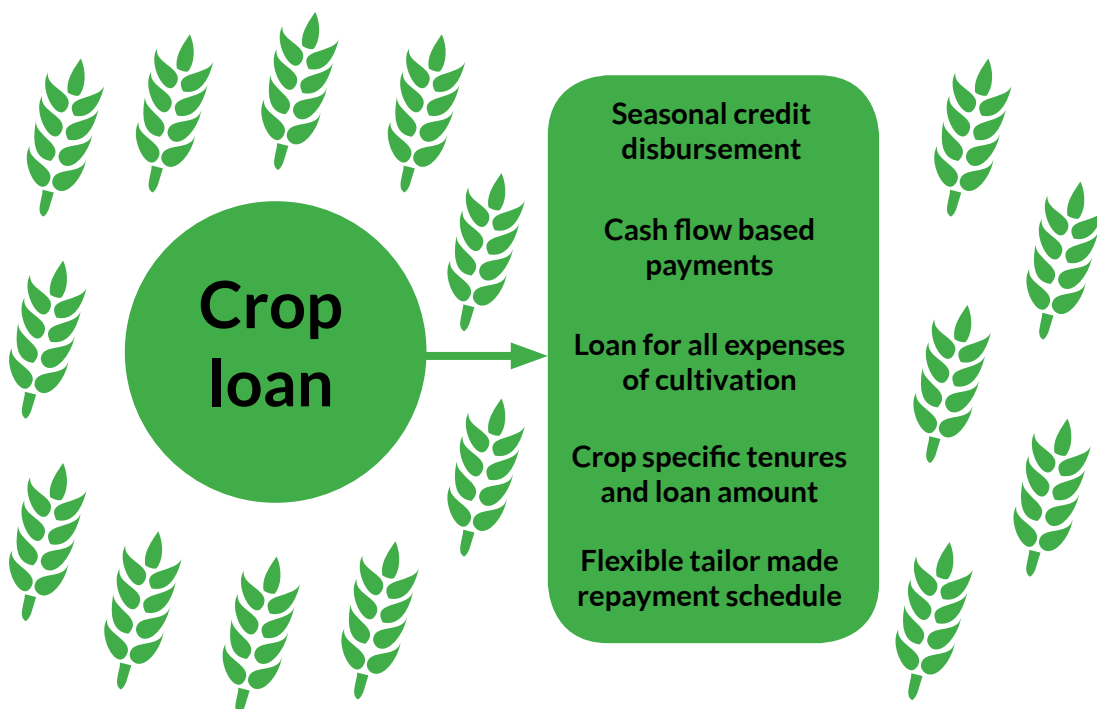 Crop
loan
Seasonal credit
disbursement
Cash flow based
payments
Loan for all expenses
of cultivation
Crop specific tenures
and loan amount
Flexible tailor made
repayment schedule